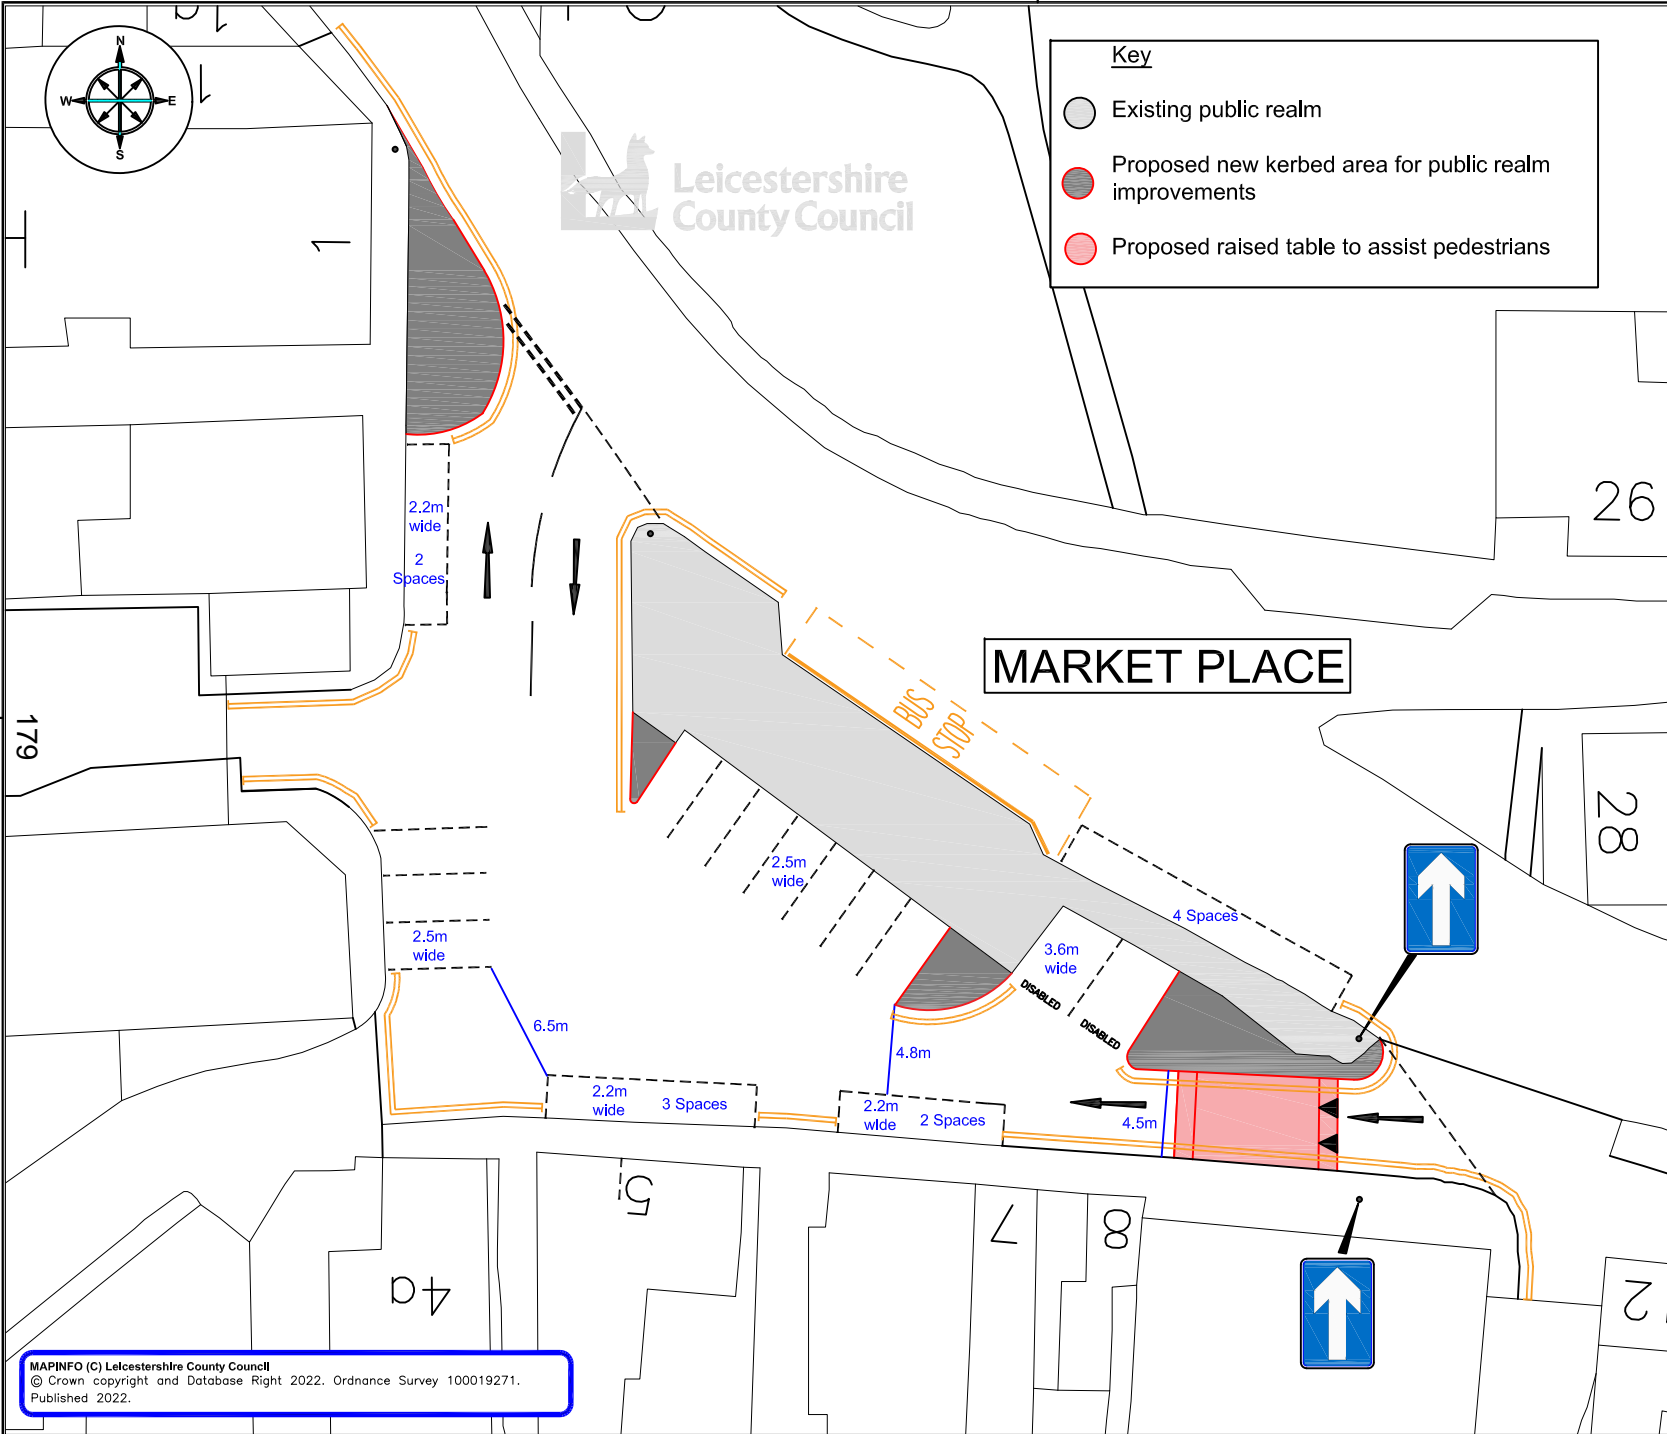 1a
1
N
W
E
S
Key
Existing public realm
Proposed new kerbed area for public realm
improvements
Proposed raised table to assist pedestrians
Leicestershire
County Council
1
26
2.2m
wide
2
Spaces
MARKET PLACE
BUS
STOP
179
28
2.5m
wide
4 Spaces
2.5m
wide
3.6m
wide
DISABLED
DISABLED
6.5m
4.8m
2.2m
wide
3 Spaces
2.2m
wide
2 Spaces
4.5m
5
7
8
4a
2
MAPINFO (C) Leicestershire County Council
© Crown copyright and Database Right 2022. Ordnance Survey 100019271.
Published 2022.